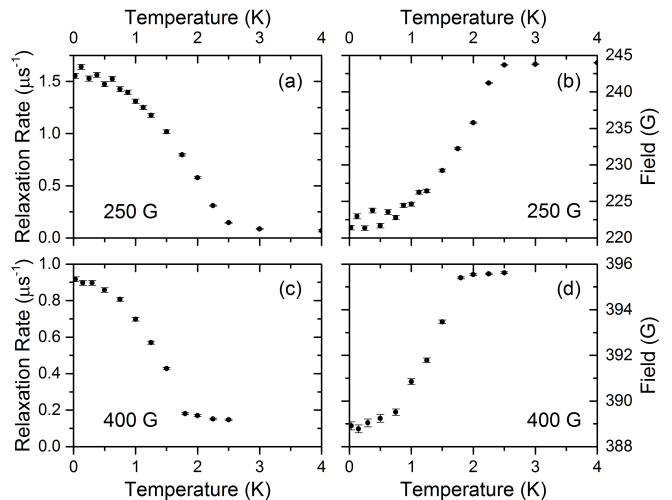 Temperature (K) Temperature (K)
0 1 2 3 4 0 1 2 3 4
Relaxation Rate (μs⁻¹)
1.5
1.0
0.5
0.0
(a)
250 G
(b)
250 G
245
240
235
230
225
220
Field (G)
Relaxation Rate (μs⁻¹)
0.9
0.6
0.4
0.2
0.0
(c)
400 G
(d)
400 G
396
394
392
390
388
Field (G)
0 1 2 3 4 0 1 2 3 4
Temperature (K) Temperature (K)